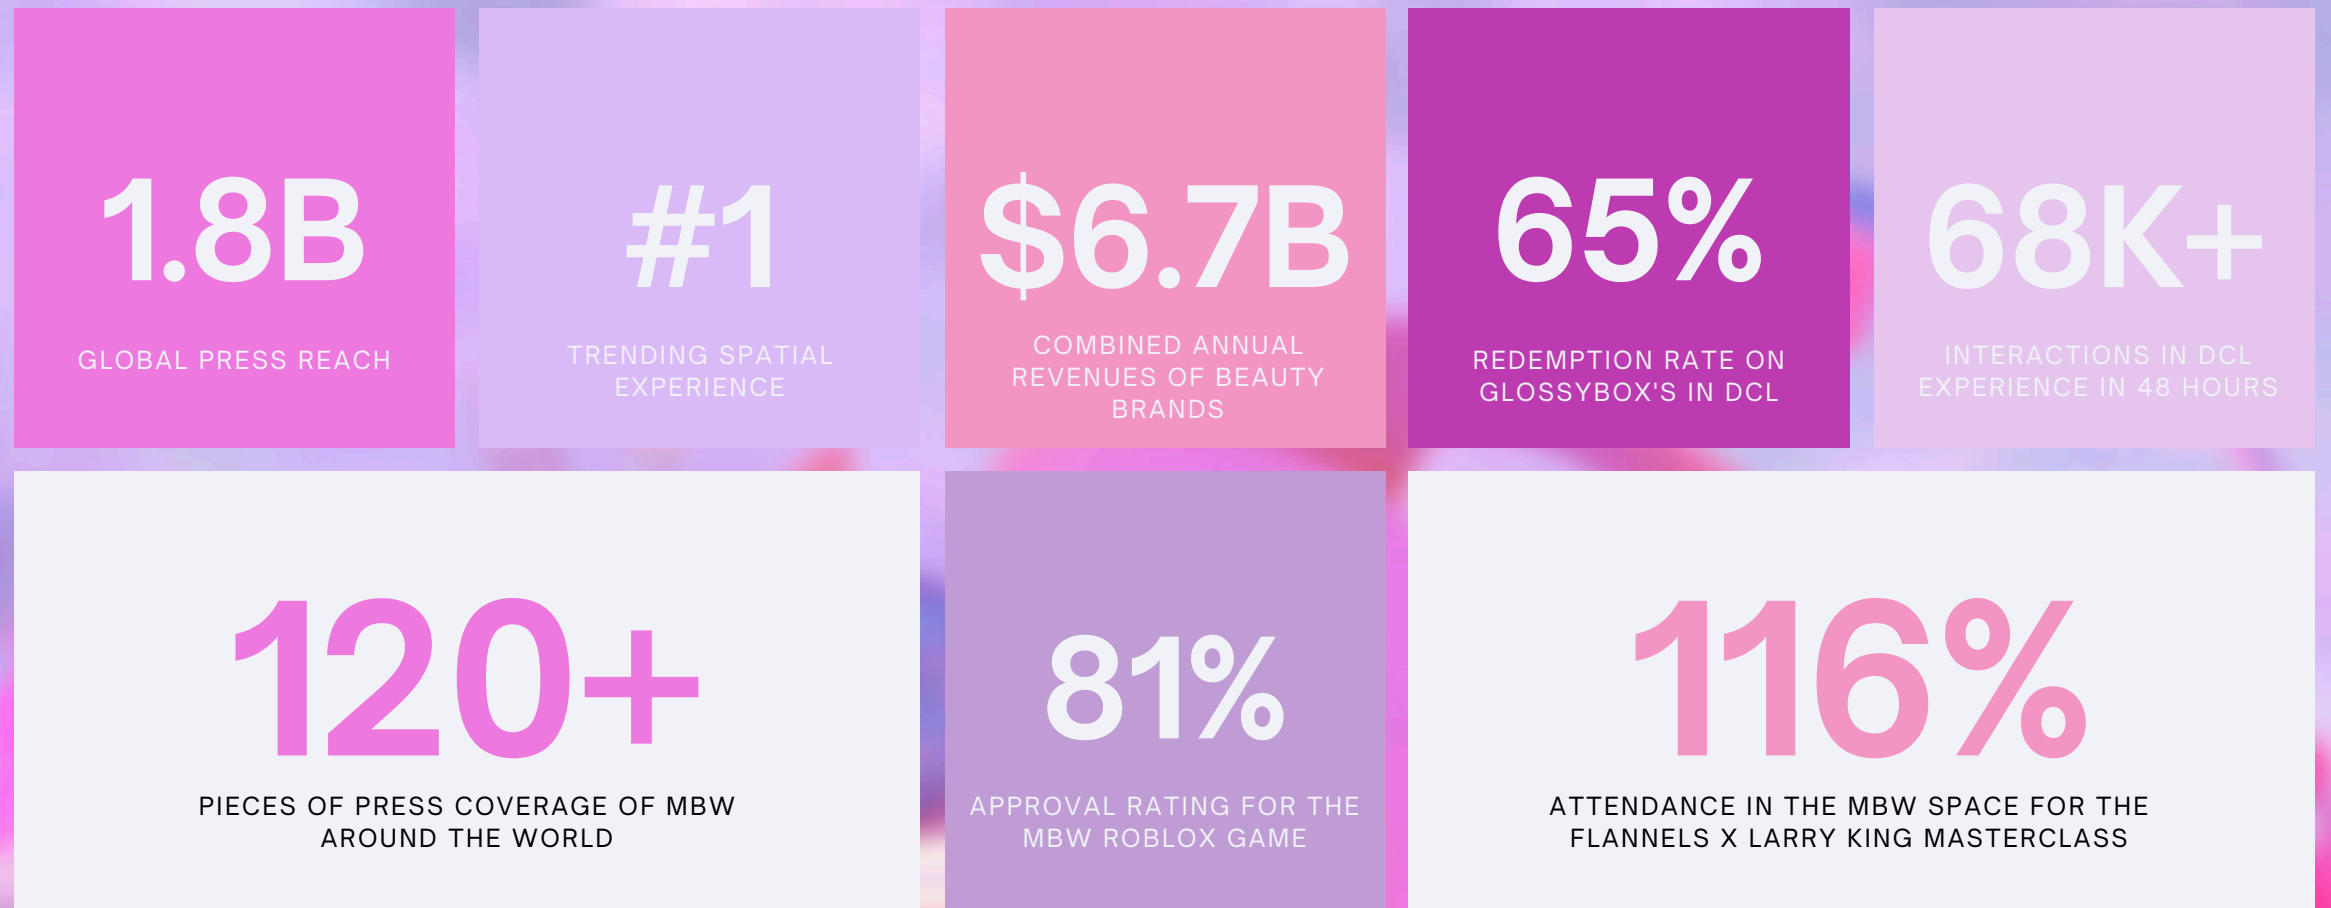 1.8B
GLOBAL PRESS REACH
#1
TRENDING SPATIAL
EXPERIENCE
$6.7B
COMBINED ANNUAL
REVENUES OF BEAUTY
BRANDS
65%
REDEMPTION RATE ON
GLOSSYBOX'S IN DCL
68K+
INTERACTIONS IN DCL
EXPERIENCE IN 48 HOURS
120+
PIECES OF PRESS COVERAGE OF MBW
AROUND THE WORLD
81%
APPROVAL RATING FOR THE
MBW ROBLOX GAME
116%
ATTENDANCE IN THE MBW SPACE FOR THE
FLANNELS X LARRY KING MASTERCLASS